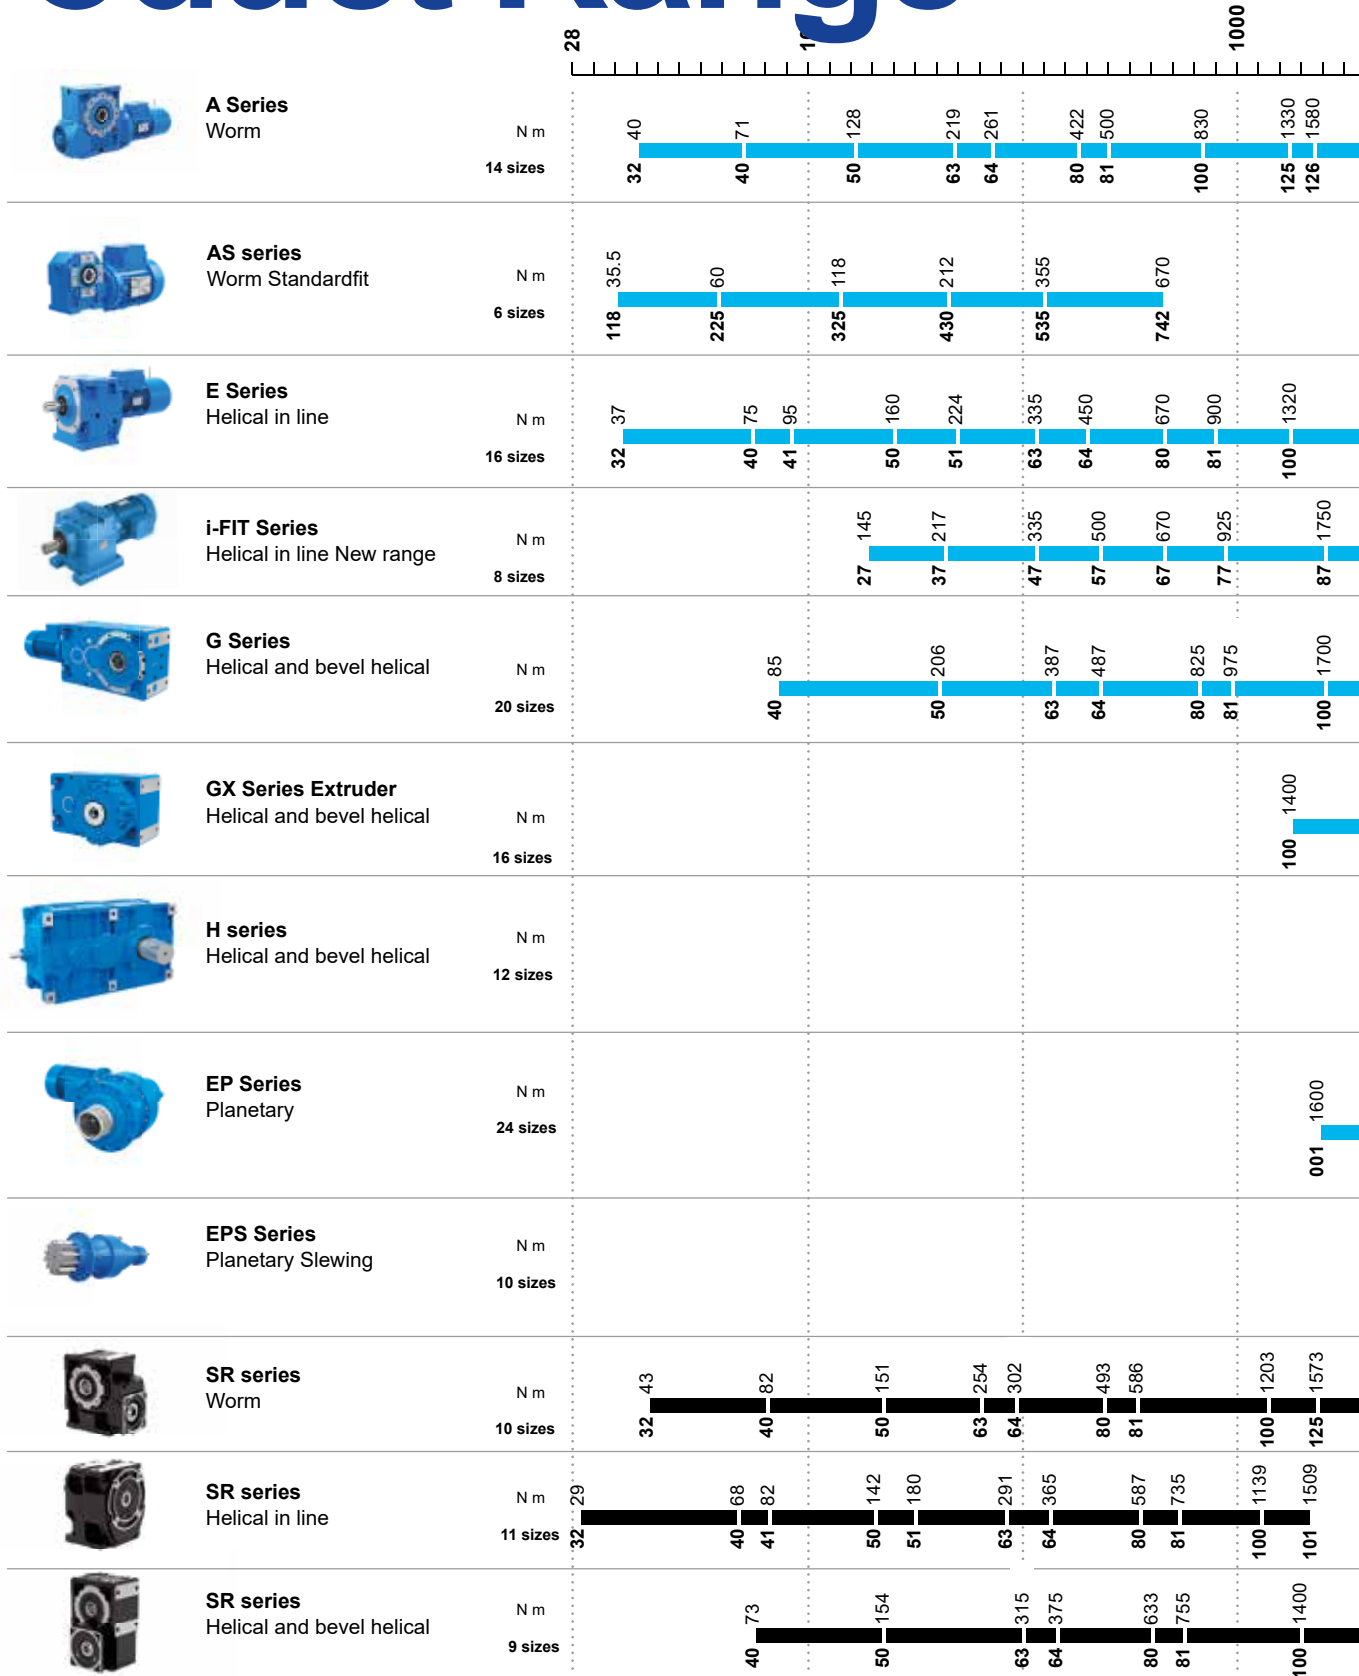 28
1000
A Series
Worm
N m
14 sizes
40 71 128 219 261 422 500 830 1330 1580
32 40 50 63 64 80 81 100 125 126
AS series
Worm Standardfit
N m
6 sizes
35.5 60 118 212 355 670
118 225 325 430 535 742
E Series
Helical in line
N m
16 sizes
37 75 95 160 224 335 450 670 900 1320
32 40 41 50 51 63 64 80 81 100
i-FIT Series
Helical in line New range
N m
8 sizes
145 217 335 500 670 925 1750
27 37 47 57 67 77 87
G Series
Helical and bevel helical
N m
20 sizes
85 206 387 487 825 975 1700
40 50 63 64 80 81 100
GX Series Extruder
Helical and bevel helical
N m
16 sizes
1400
100
H series
Helical and bevel helical
N m
12 sizes
EP Series
Planetary
N m
24 sizes
1600
001
EPS Series
Planetary Slewing
N m
10 sizes
SR series
Worm
N m
10 sizes
43 82 151 254 302 493 586 1203 1573
32 40 50 63 64 80 81 100 125
SR series
Helical in line
N m
11 sizes
29 68 82 142 180 291 365 587 735 1139 1509
32 40 41 50 51 63 64 80 81 100 101
SR series
Helical and bevel helical
N m
9 sizes
73 154 315 375 633 755 1400
40 50 63 64 80 81 100